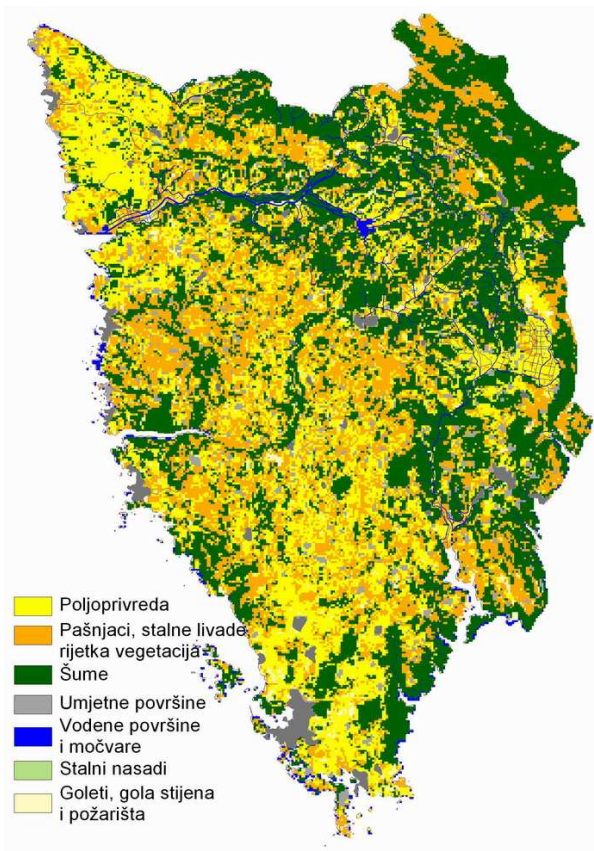 Poljoprivreda
Pašnjaci, stalne livade
rijetka vegetacija
Šume
Umjetne površine
Vodene površine
i močvare
Stalni nasadi
Goleti, gola stijena
i požarišta